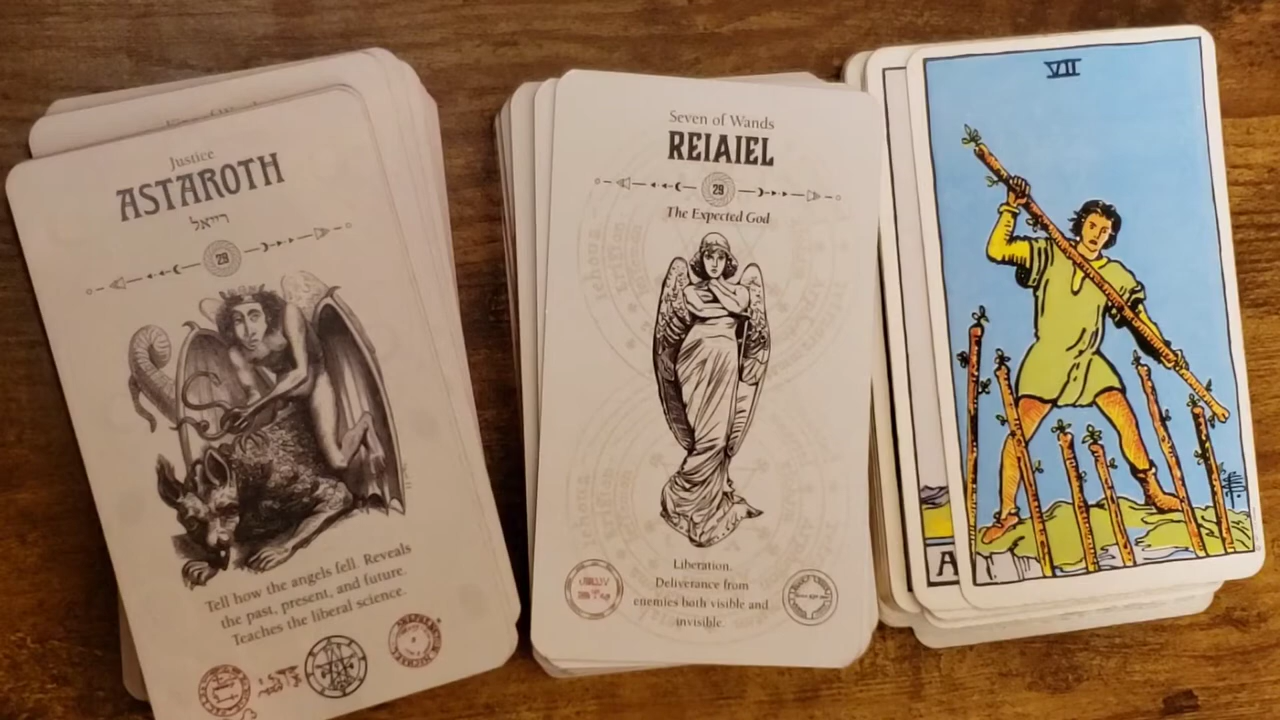 Justice
ASTAROTH
רייאל
29
Tell how the angels fell. Reveals
the past, present, and future.
Teaches the liberal science.
Seven of Wands
REIAIEL
29
The Expected God
Liberation.
Deliverance from
enemies both visible and
invisible.
VII
A